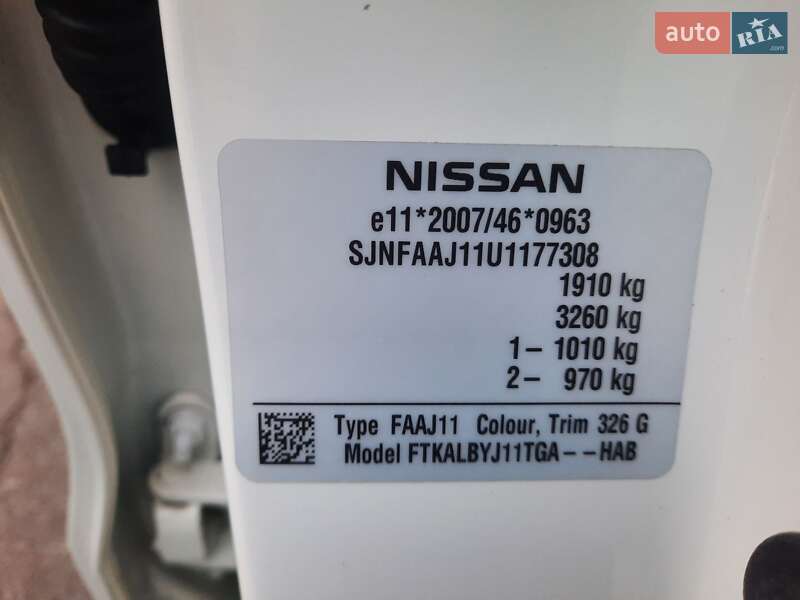 auto RIA .com
NISSAN
e11*2007/46*0963
SJNFAAJ11U1177308
1910 kg
3260 kg
1– 1010 kg
2– 970 kg
Type FAAJ11 Colour, Trim 326 G
Model FTKALBYJ11TGA––HAB